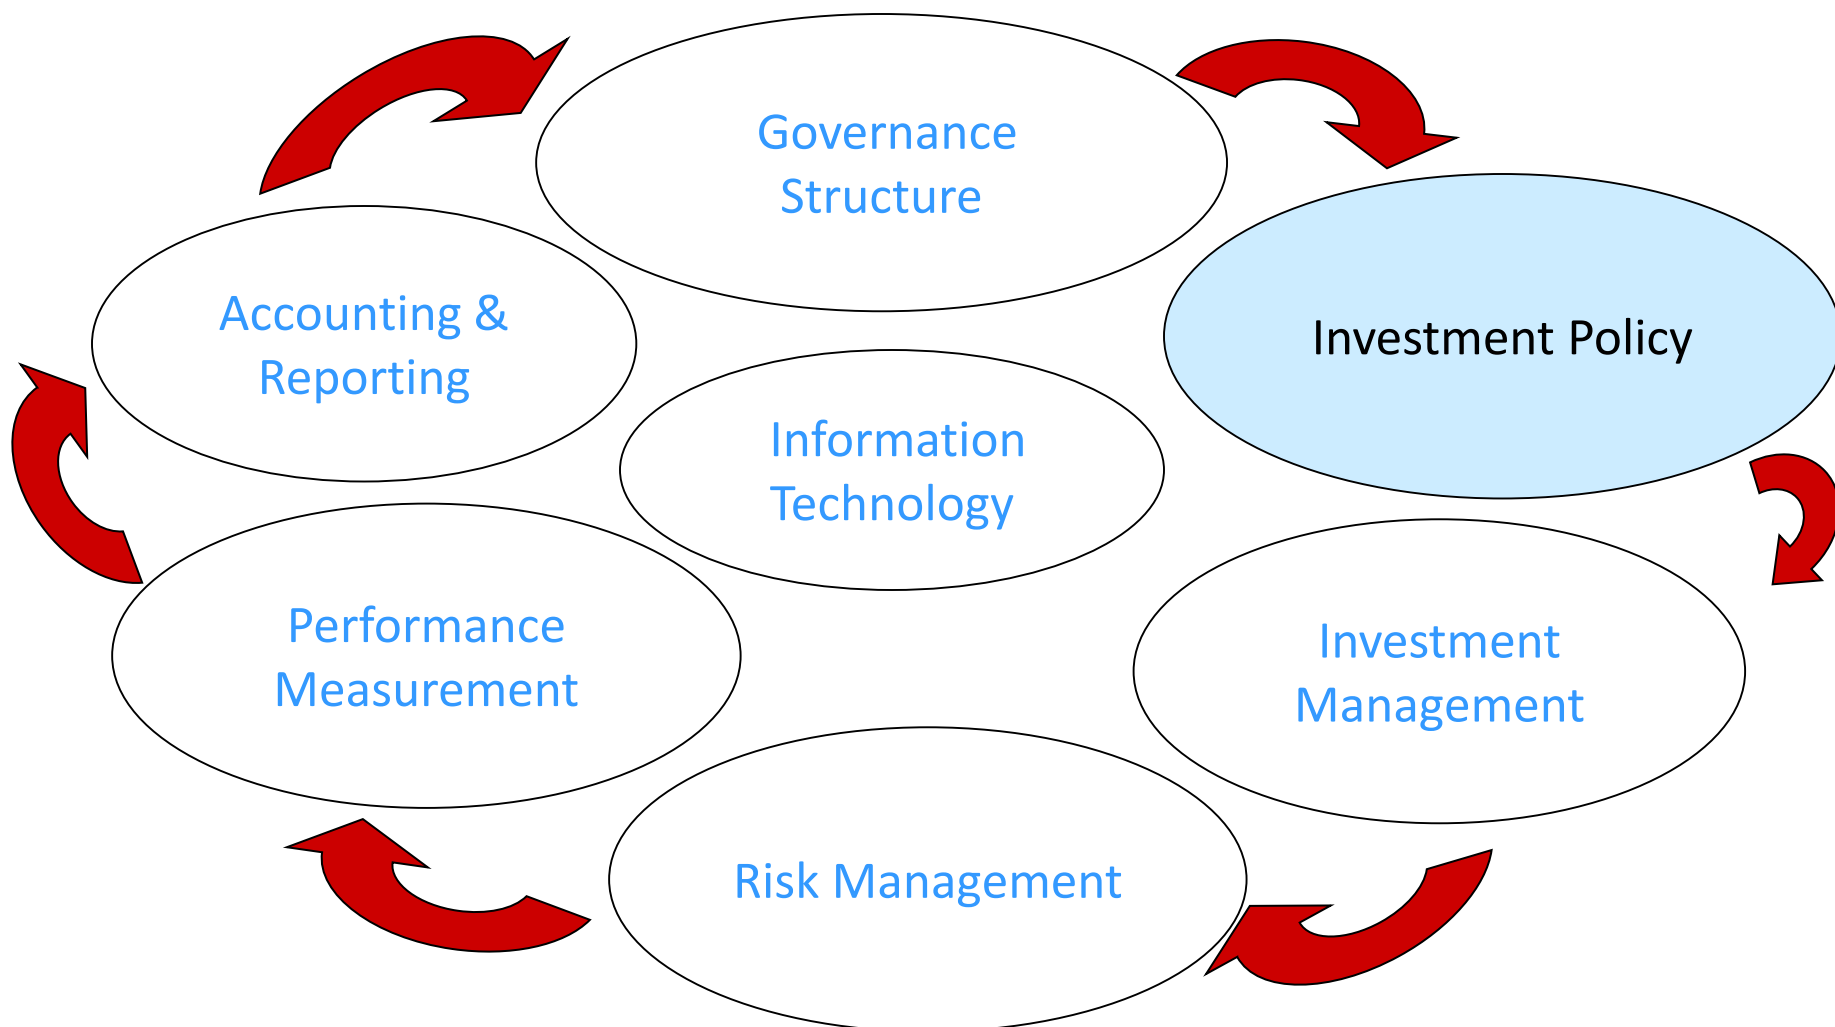 Governance
Structure
Accounting &
Reporting
Investment Policy
Information
Technology
Performance
Measurement
Investment
Management
Risk Management